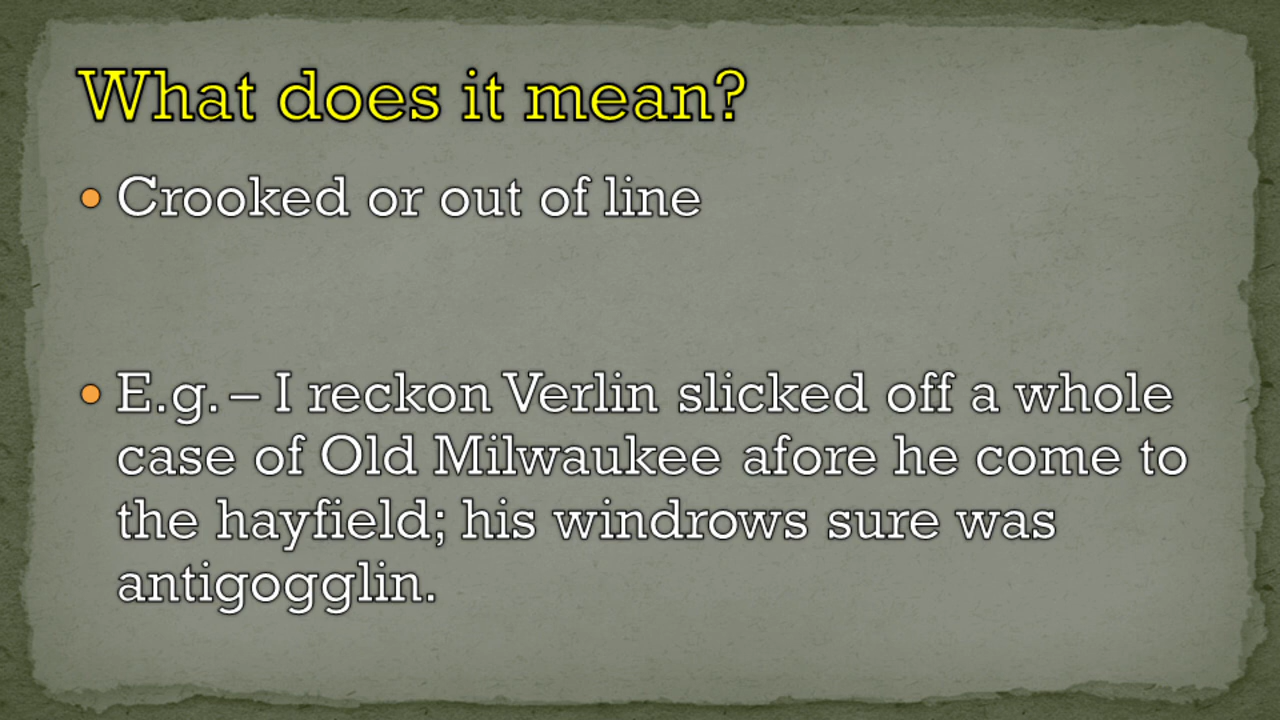 What does it mean?
Crooked or out of line
E.g. – I reckon Verlin slicked off a whole
case of Old Milwaukee afore he come to
the hayfield; his windrows sure was
antigogglin.